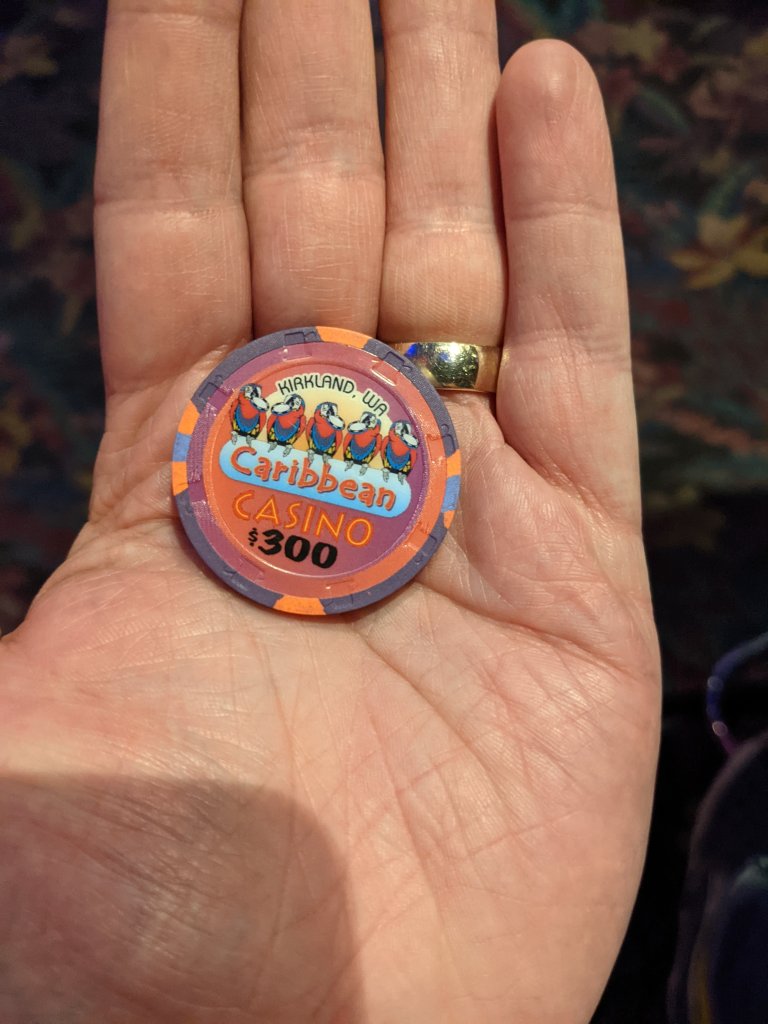 KIRKLAND, WA
Caribbean
CASINO
$300